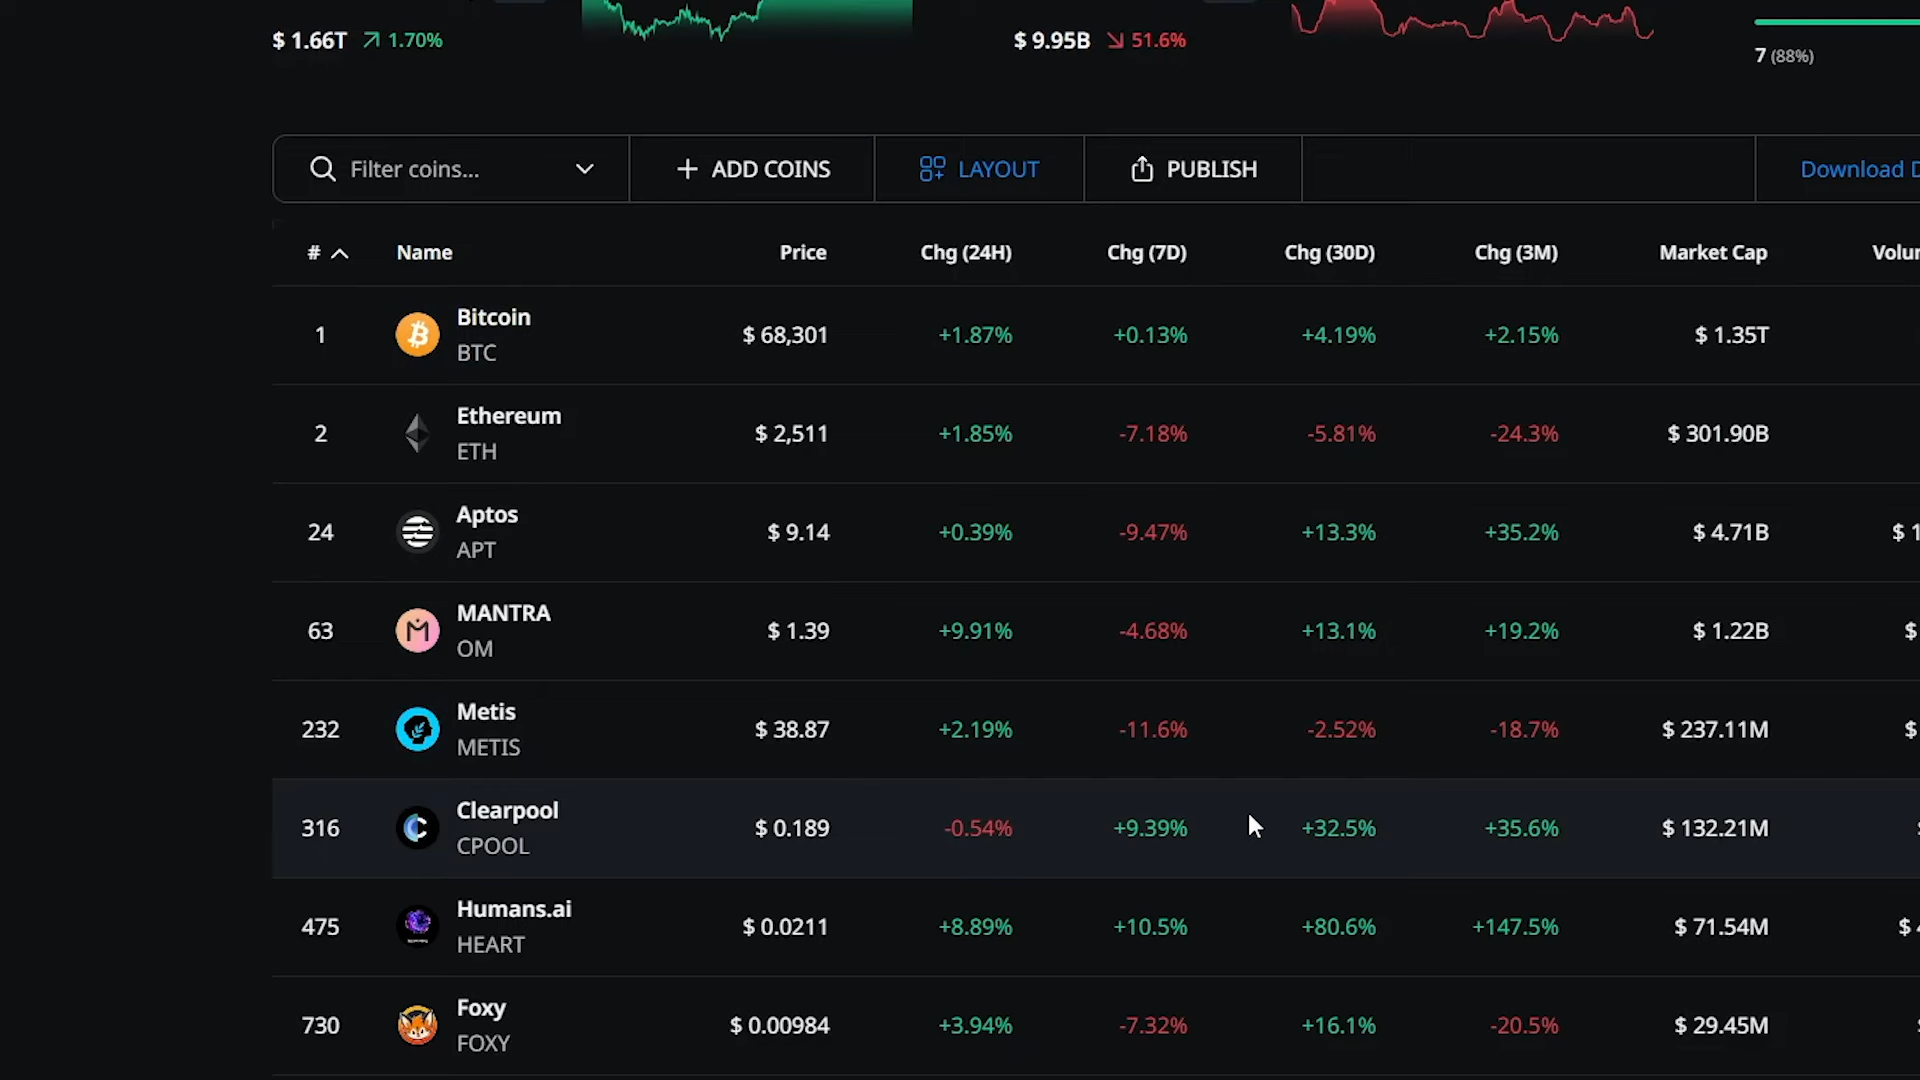 $ 1.66T 1.70% $ 9.95B 51.6%
7 (88%)
Filter coins... ADD COINS LAYOUT PUBLISH Download
# Name Price Chg (24H) Chg (7D) Chg (30D) Chg (3M) Market Cap
1 Bitcoin BTC $ 68,301 +1.87% +0.13% +4.19% +2.15% $ 1.35T
2 Ethereum ETH $ 2,511 +1.85% -7.18% -5.81% -24.3% $ 301.90B
24 Aptos APT $ 9.14 +0.39% -9.47% +13.3% +35.2% $ 4.71B
63 MANTRA OM $ 1.39 +9.91% -4.68% +13.1% +19.2% $ 1.22B
232 Metis METIS $ 38.87 +2.19% -11.6% -2.52% -18.7% $ 237.11M
316 Clearpool CPOOL $ 0.189 -0.54% +9.39% +32.5% +35.6% $ 132.21M
475 Humans.ai HEART $ 0.0211 +8.89% +10.5% +80.6% +147.5% $ 71.54M
730 Foxy FOXY $ 0.00984 +3.94% -7.32% +16.1% -20.5% $ 29.45M